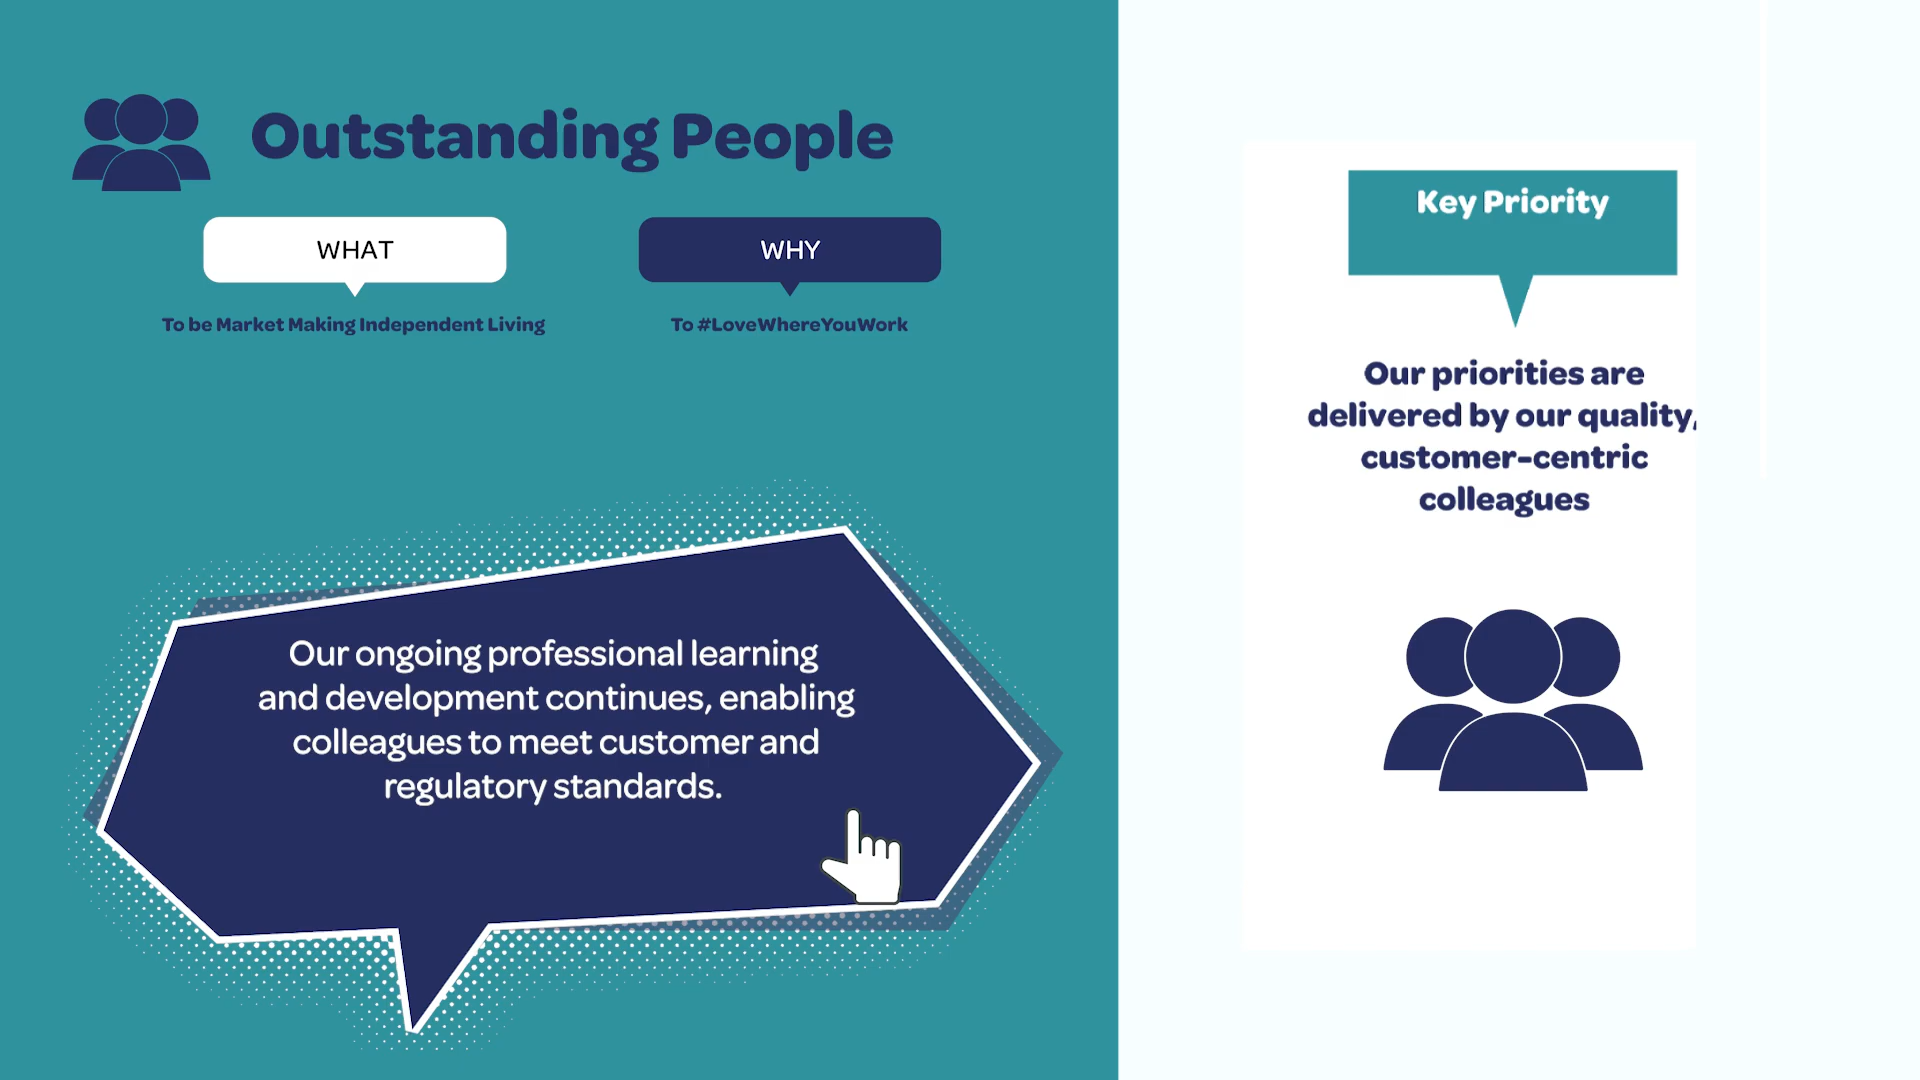 Outstanding People
WHAT
WHY
To be Market Making Independent Living
To #LoveWhereYouWork
Our ongoing professional learning
and development continues, enabling
colleagues to meet customer and
regulatory standards.
Key Priority
Our priorities are
delivered by our quality,
customer-centric
colleagues